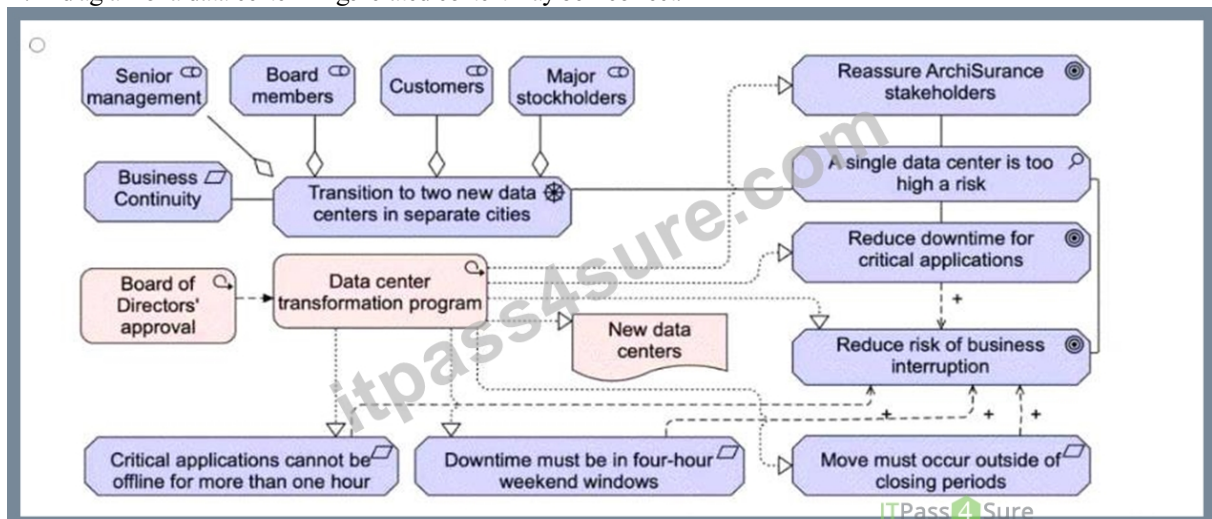 Senior
management
Board
members
Customers
Major
stockholders
Reassure ArchiSurance
stakeholders
Business
Continuity
Transition to two new data
centers in separate cities
A single data center is too
high a risk
Reduce downtime for
critical applications
Board of
Directors'
approval
Data center
transformation program
New data
centers
+
Reduce risk of business
interruption
+
+
+
Critical applications cannot be
offline for more than one hour
Downtime must be in four-hour
weekend windows
Move must occur outside of
closing periods
itpass4sure.com
ITPass4Sure